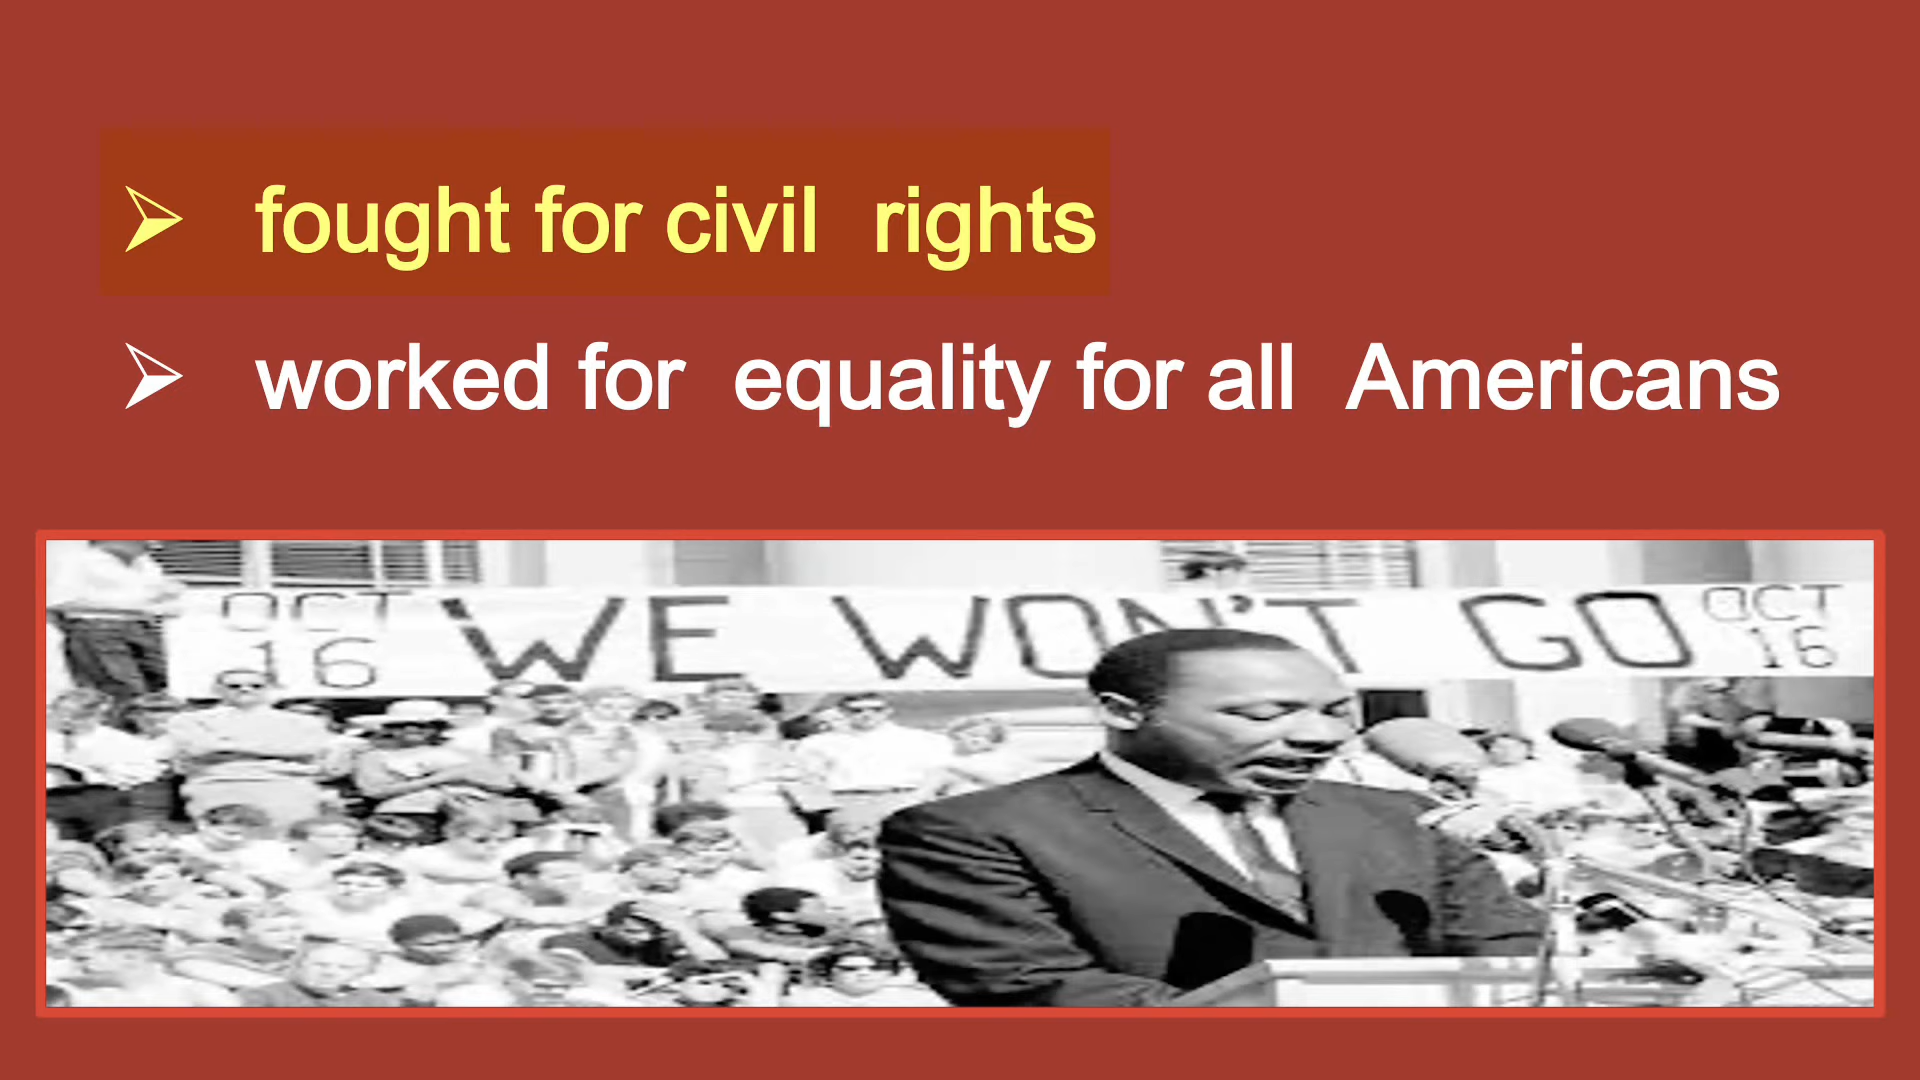 ➢ fought for civil rights
➢ worked for equality for all Americans
OCT 16 WE WON'T GO OCT 16